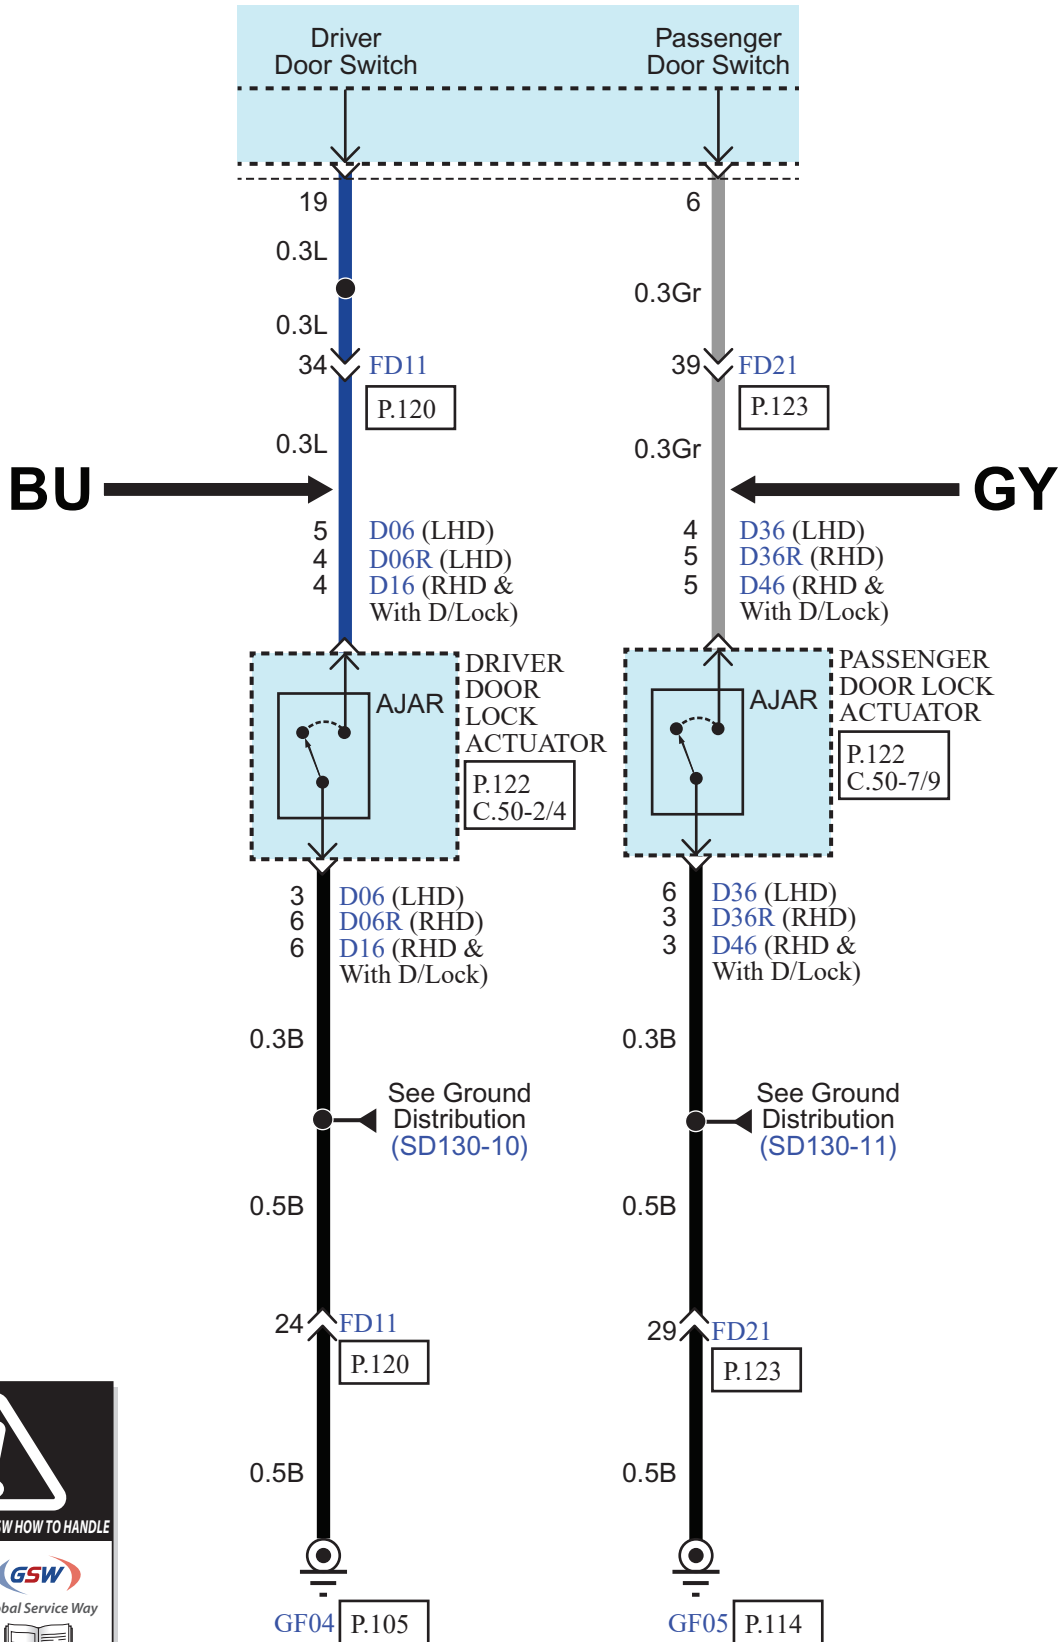 Driver
Door Switch
Passenger
Door Switch
19
6
0.3L
0.3Gr
0.3L
34 FD11
39 FD21
P.120
P.123
0.3L
0.3Gr
BU
GY
5 D06 (LHD)
4 D06R (LHD)
4 D16 (RHD &
With D/Lock)
4 D36 (LHD)
5 D36R (RHD)
5 D46 (RHD &
With D/Lock)
AJAR
DRIVER
DOOR
LOCK
ACTUATOR
P.122
C.50-2/4
AJAR
PASSENGER
DOOR LOCK
ACTUATOR
P.122
C.50-7/9
3 D06 (LHD)
6 D06R (RHD)
6 D16 (RHD &
With D/Lock)
6 D36 (LHD)
3 D36R (RHD)
3 D46 (RHD &
With D/Lock)
0.3B
0.3B
See Ground
Distribution
(SD130-10)
See Ground
Distribution
(SD130-11)
0.5B
0.5B
24 FD11
29 FD21
P.120
P.123
0.5B
0.5B
HOW TO HANDLE
GSW
Service Way
GF04 P.105
GF05 P.114